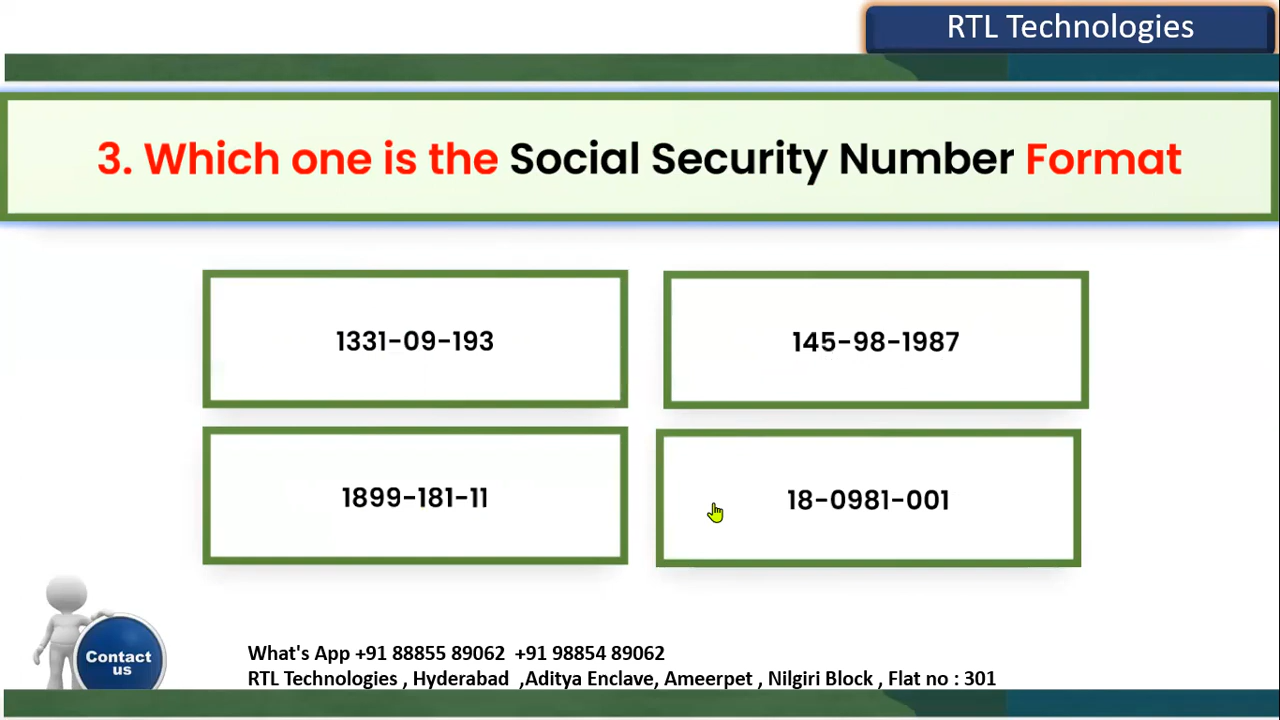 RTL Technologies
3. Which one is the Social Security Number Format
1331-09-193
145-98-1987
1899-181-11
18-0981-001
Contact
us
What's App +91 88855 89062 +91 98854 89062
RTL Technologies , Hyderabad ,Aditya Enclave, Ameerpet , Nilgiri Block , Flat no : 301